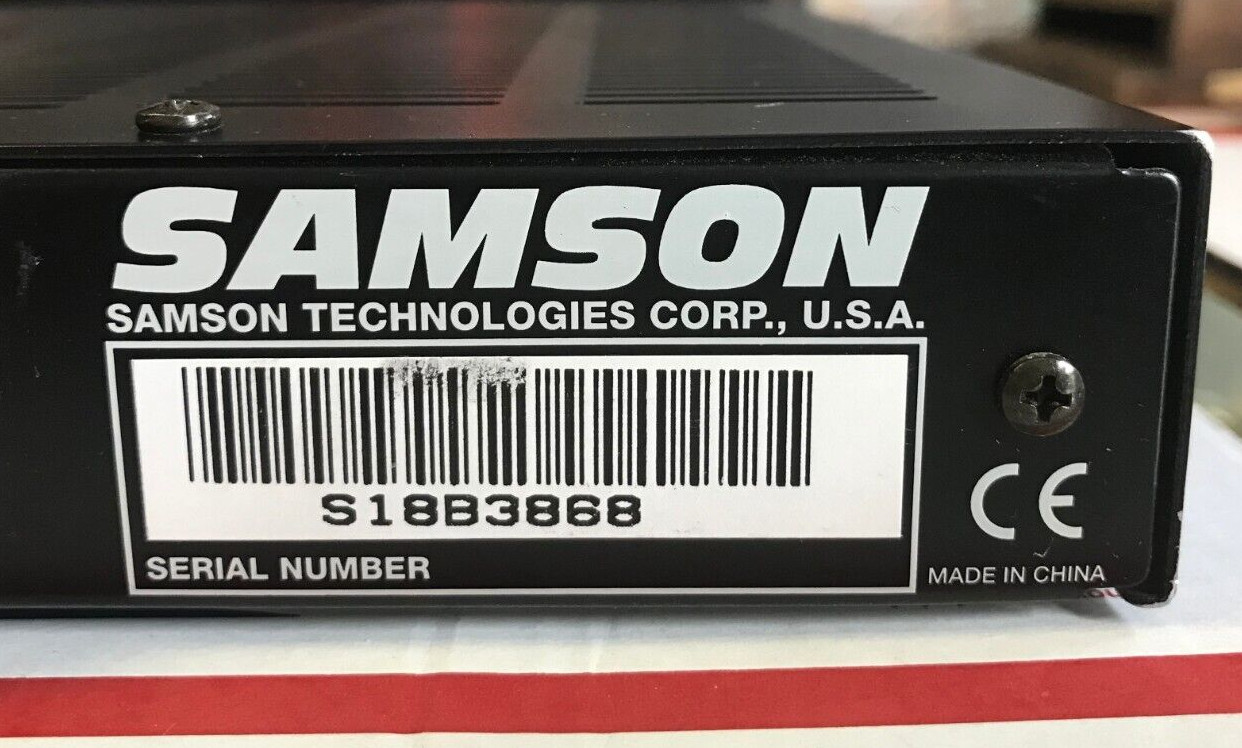 SAMSON
SAMSON TECHNOLOGIES CORP., U.S.A.
S18B3868
SERIAL NUMBER
CE
MADE IN CHINA